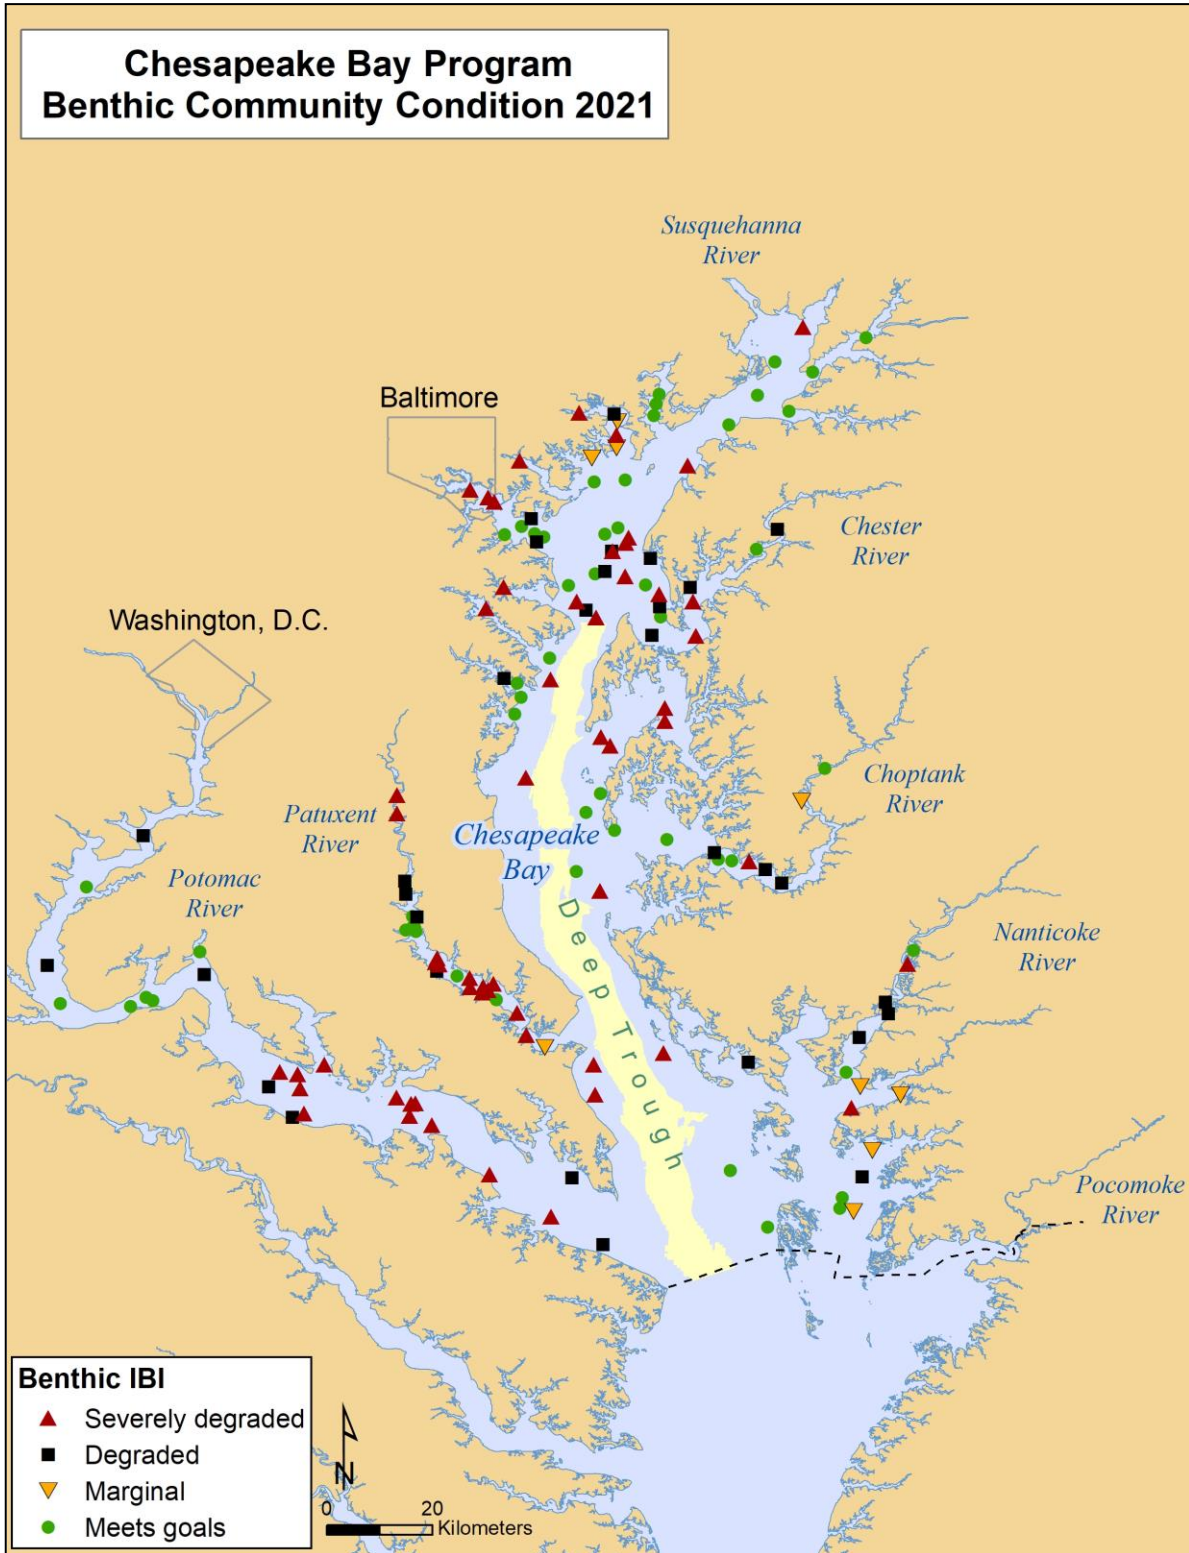 Chesapeake Bay Program
Benthic Community Condition 2021
Susquehanna
River
Baltimore
Chester
River
Washington, D.C.
Choptank
River
Patuxent
River
Chesapeake
Bay
Potomac
River
Deep Trough
Nanticoke
River
Pocomoke
River
Benthic IBI
Severely degraded
Degraded
Marginal
Meets goals
N
0 20
Kilometers